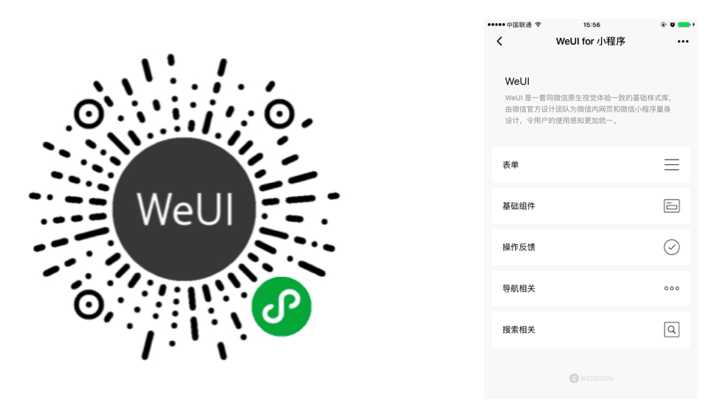 WeUI
中国联通
15:56
WeUI for 小程序
WeUI
WeUI 是一套同微信原生视觉体验一致的基础样式库，
由微信官方设计团队为微信内网页和微信小程序量身
设计，令用户的使用感知更加统一。
表单
基础组件
操作反馈
导航相关
搜索相关
WEDESIGN